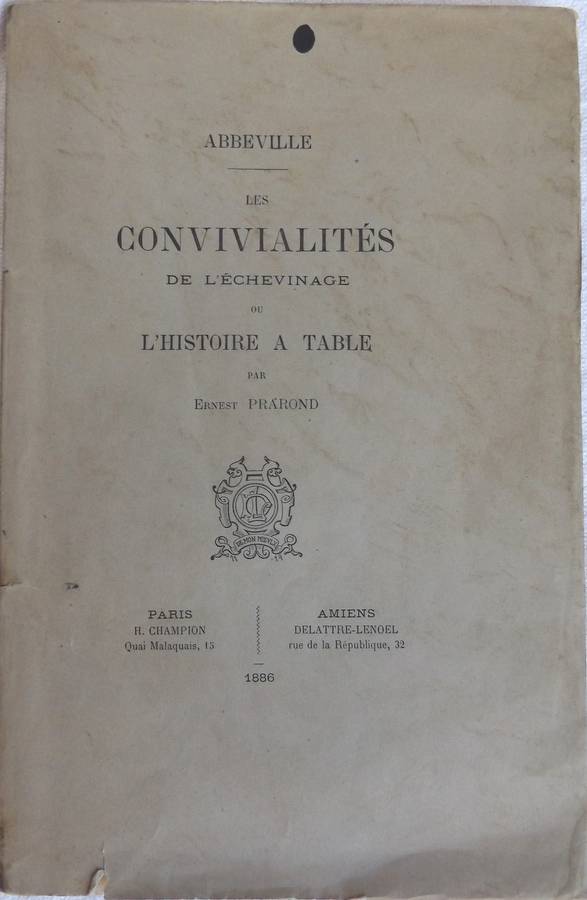 ABBEVILLE
LES
CONVIVIALITÉS
DE L'ÉCHEVINAGE
OU
L'HISTOIRE A TABLE
PAR
ERNEST PRÁROND
PARIS
H. CHAMPION
Quai Malaquais, 15
AMIENS
DELATTRE-LENOEL
rue de la République, 32
1886